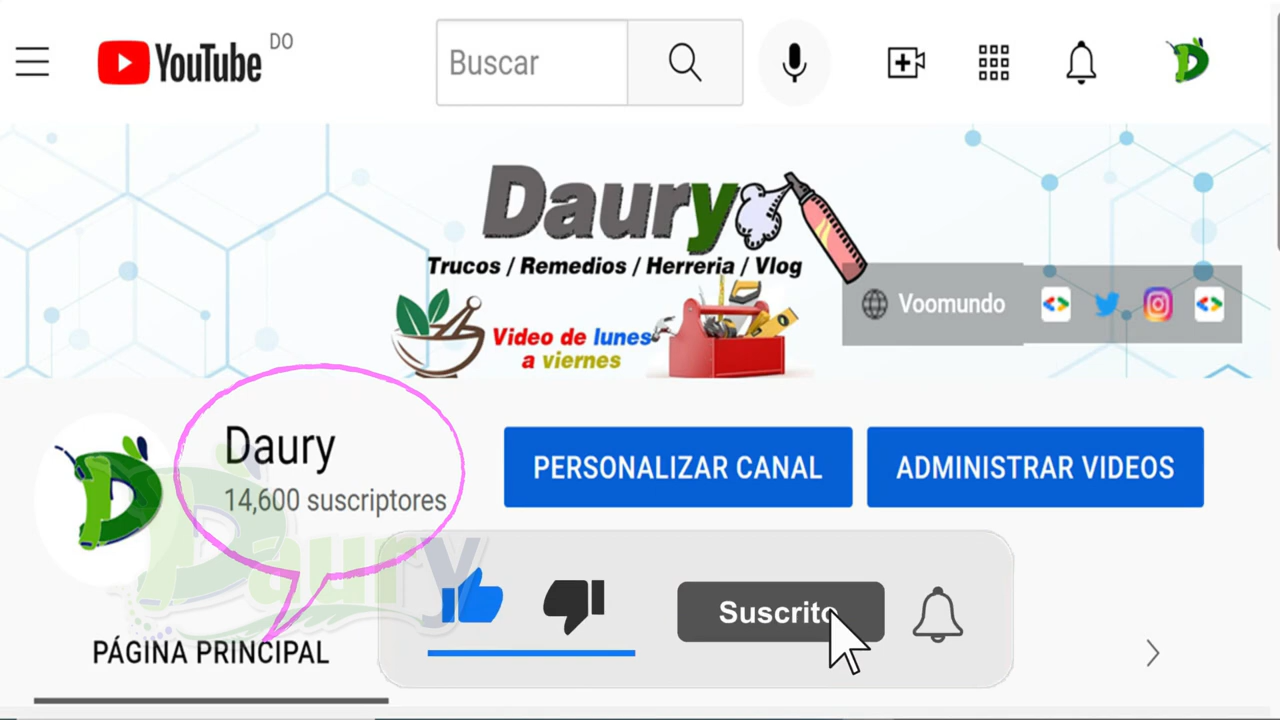 YouTube DO
Buscar
Daury
Trucos / Remedios / Herreria / Vlog
Video de lunes
a viernes
Voomundo
Daury
14,600 suscriptores
PERSONALIZAR CANAL
ADMINISTRAR VIDEOS
Daury
Suscrito
PÁGINA PRINCIPAL